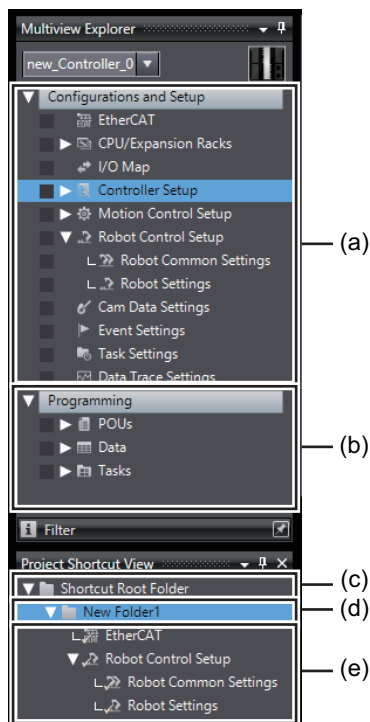 Multiview Explorer
new_Controller_0
Configurations and Setup
EtherCAT
CPU/Expansion Racks
I/O Map
Controller Setup
Motion Control Setup
Robot Control Setup
(a)
Robot Common Settings
Robot Settings
Cam Data Settings
Event Settings
Task Settings
Data Trace Settings
Programming
POUs
Data
(b)
Tasks
Filter
Project Shortcut View
Shortcut Root Folder
(c)
New Folder1
(d)
EtherCAT
Robot Control Setup
Robot Common Settings
(e)
Robot Settings